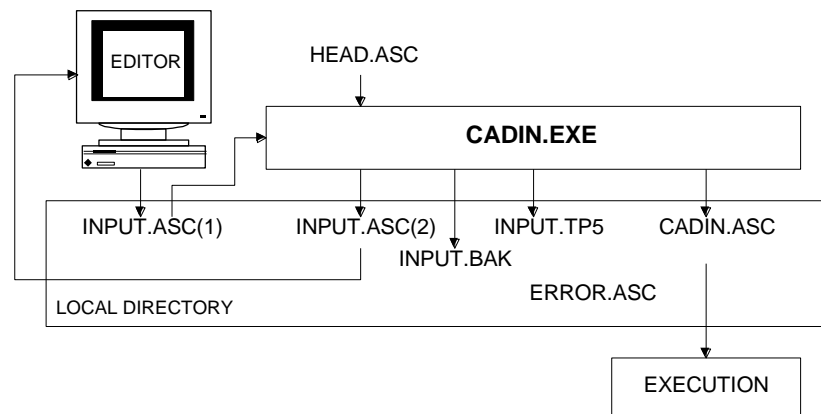 EDITOR
HEAD.ASC
CADIN.EXE
INPUT.ASC(1)
INPUT.ASC(2)
INPUT.TP5
CADIN.ASC
INPUT.BAK
ERROR.ASC
LOCAL DIRECTORY
EXECUTION